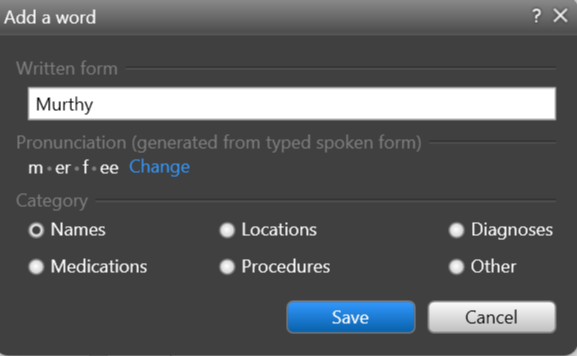 Add a word ? ×
Written form
Murthy
Pronunciation (generated from typed spoken form)
m•er•f•ee Change
Category
Names Locations Diagnoses
Medications Procedures Other
Save Cancel